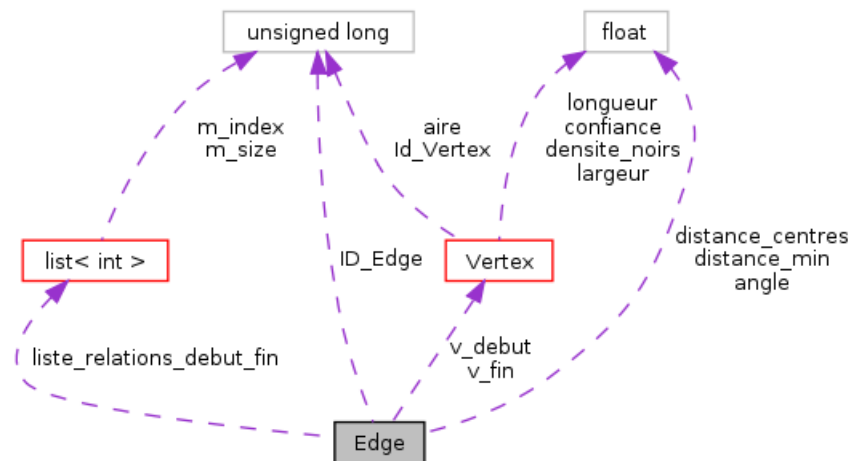 unsigned long
float
m_index
m_size
aire
Id_Vertex
longueur
confiance
densite_noirs
largeur
list< int >
ID_Edge
Vertex
distance_centres
distance_min
angle
liste_relations_debut_fin
v_debut
v_fin
Edge